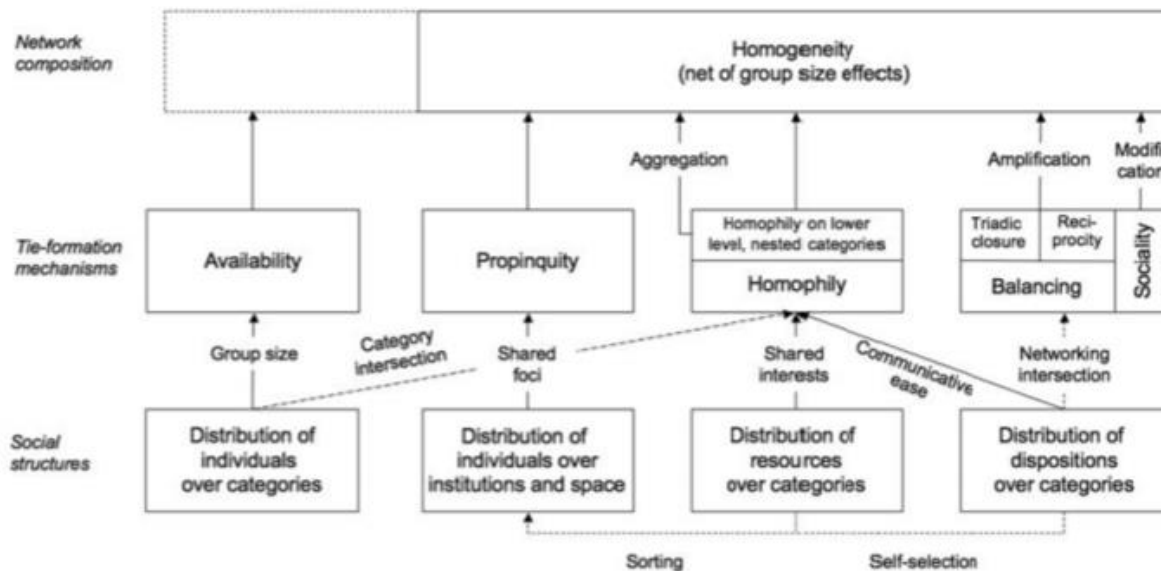 Network
composition
Homogeneity
(net of group size effects)
Aggregation
Amplification
Modifi
cation
Tie-formation
mechanisms
Availability
Propinquity
Homophily on lower
level, nested categories
Homophily
Triadic
closure
Reci-
procity
Balancing
Sociality
Group size
Category
intersection
Shared
foci
Shared
interests
Communicative
ease
Networking
intersection
Social
structures
Distribution of
individuals
over categories
Distribution of
individuals over
institutions and space
Distribution of
resources
over categories
Distribution of
dispositions
over categories
Sorting
Self-selection